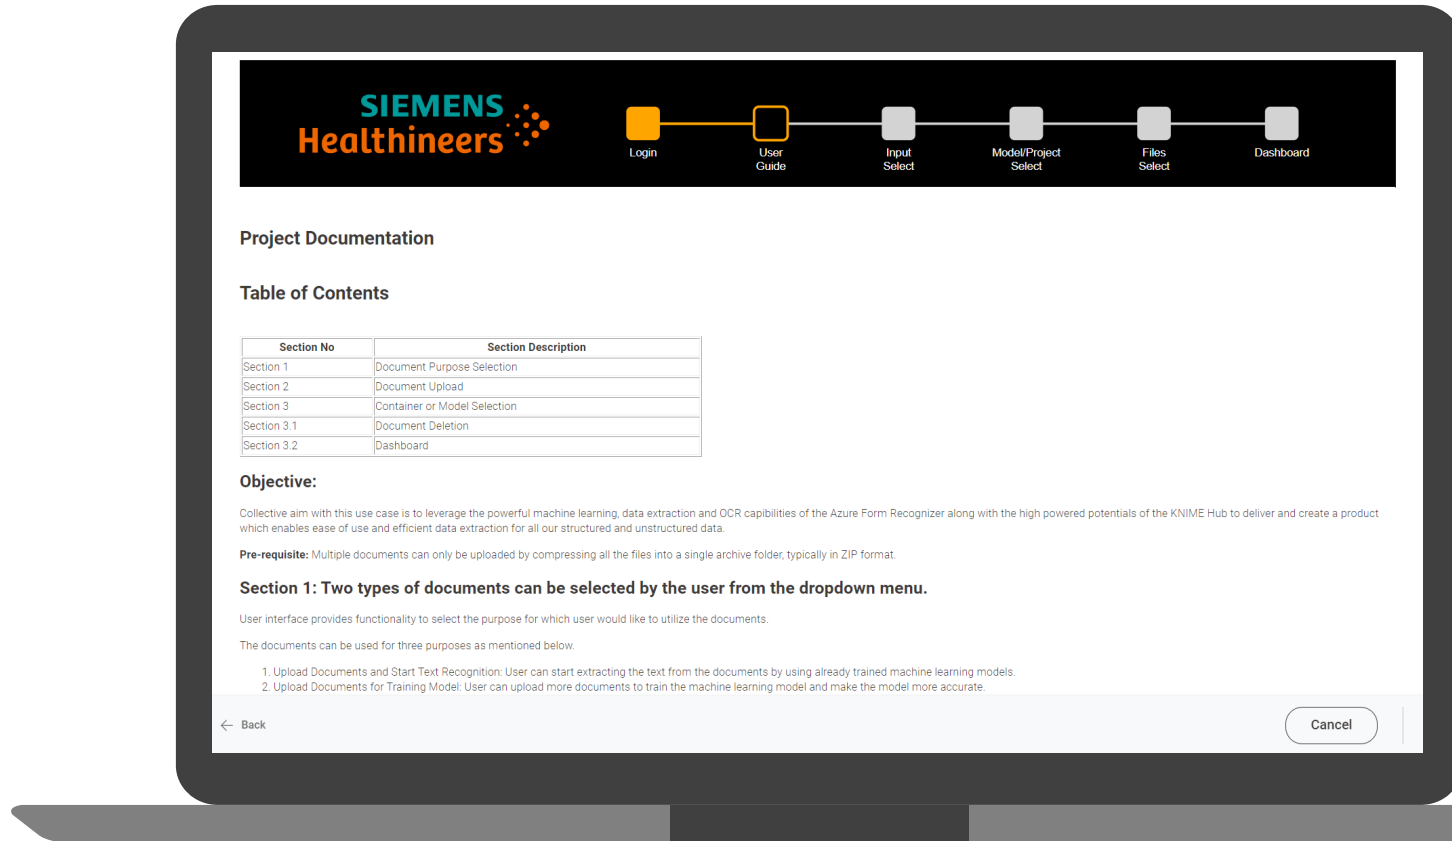 SIEMENS
Healthineers
Login
User
Guide
Input
Select
Model/Project
Select
Files
Select
Dashboard
Project Documentation
Table of Contents
Section No Section Description
Section 1 Document Purpose Selection
Section 2 Document Upload
Section 3 Container or Model Selection
Section 3.1 Document Deletion
Section 3.2 Dashboard
Objective:
Collective aim with this use case is to leverage the powerful machine learning, data extraction and OCR capibilities of the Azure Form Recognizer along with the high powered potentials of the KNIME Hub to deliver and create a product
which enables ease of use and efficient data extraction for all our structured and unstructured data.
Pre-requisite: Multiple documents can only be uploaded by compressing all the files into a single archive folder, typically in ZIP format.
Section 1: Two types of documents can be selected by the user from the dropdown menu.
User interface provides functionality to select the purpose for which user would like to utilize the documents.
The documents can be used for three purposes as mentioned below.
1. Upload Documents and Start Text Recognition: User can start extracting the text from the documents by using already trained machine learning models.
2. Upload Documents for Training Model: User can upload more documents to train the machine learning model and make the model more accurate.
Back
Cancel